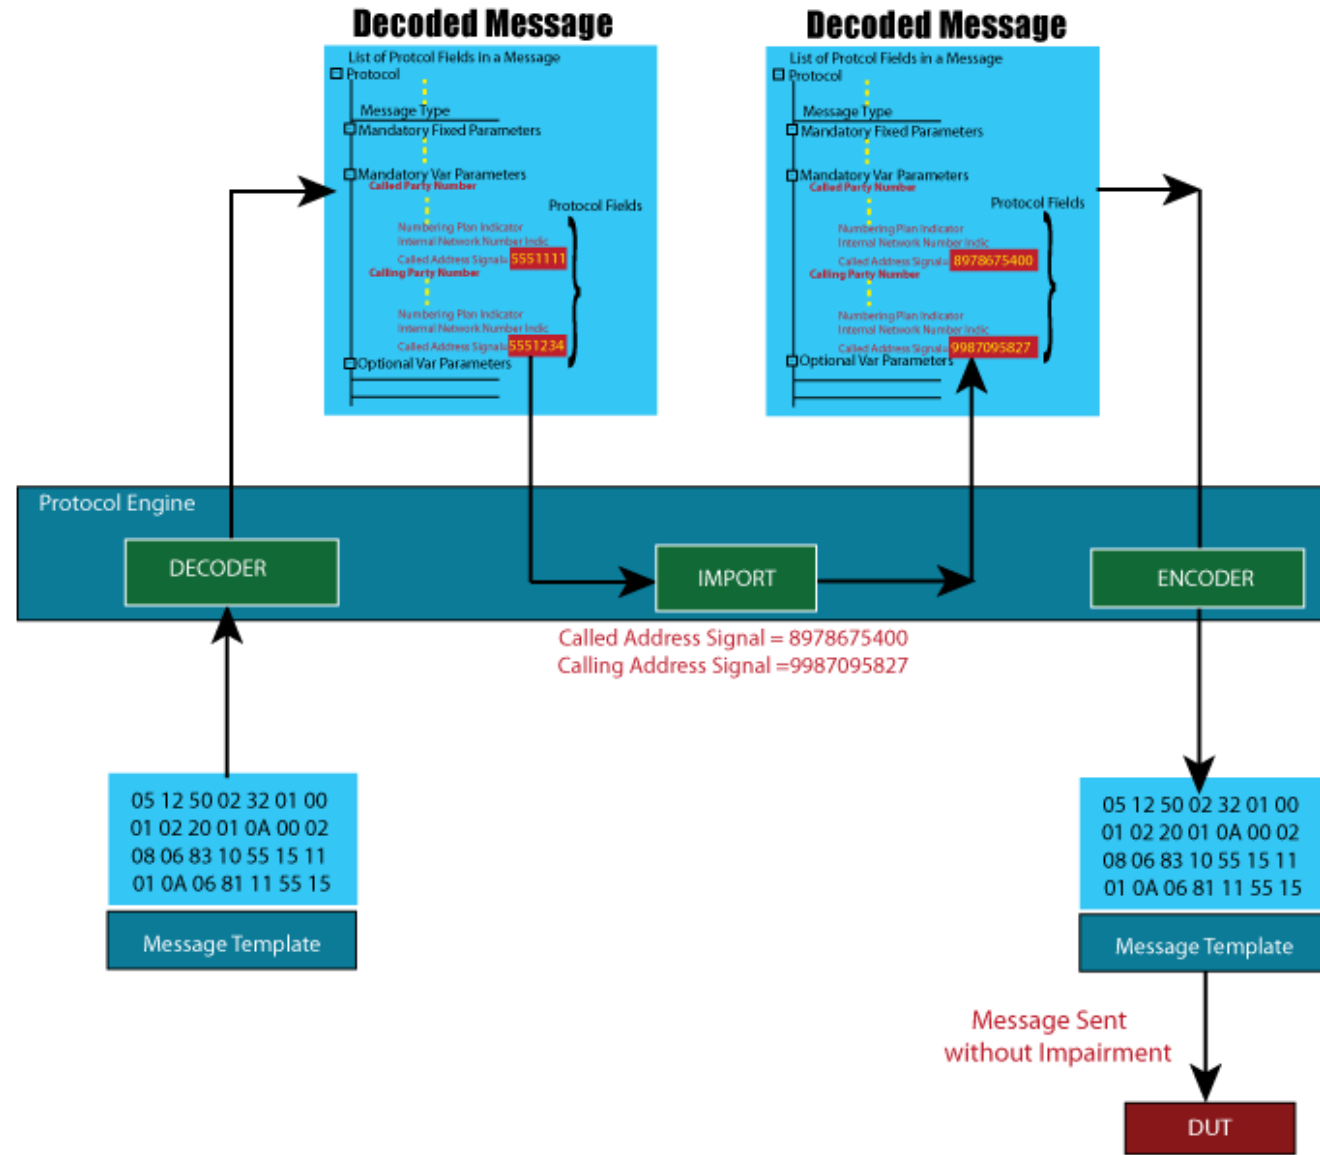 Decoded Message
List of Protcol Fields in a Message
Protocol
Message Type
Mandatory Fixed Parameters
Mandatory Var Parameters
Called Party Number
Protocol Fields
Numbering Plan Indicator
Internal Network Number Indic
Called Address Signal= 5551111
Calling Party Number
Numbering Plan Indicator
Internal Network Number Indic
Called Address Signal= 5551234
Optional Var Parameters
Decoded Message
List of Protcol Fields in a Message
Protocol
Message Type
Mandatory Fixed Parameters
Mandatory Var Parameters
Called Party Number
Protocol Fields
Numbering Plan Indicator
Internal Network Number Indic
Called Address Signal= 8978675400
Calling Party Number
Numbering Plan Indicator
Internal Network Number Indic
Called Address Signal= 9987095827
Optional Var Parameters
Protocol Engine
DECODER
IMPORT
ENCODER
Called Address Signal = 8978675400
Calling Address Signal =9987095827
05 12 50 02 32 01 00
01 02 20 01 0A 00 02
08 06 83 10 55 15 11
01 0A 06 81 11 55 15
Message Template
05 12 50 02 32 01 00
01 02 20 01 0A 00 02
08 06 83 10 55 15 11
01 0A 06 81 11 55 15
Message Template
Message Sent
without Impairment
DUT